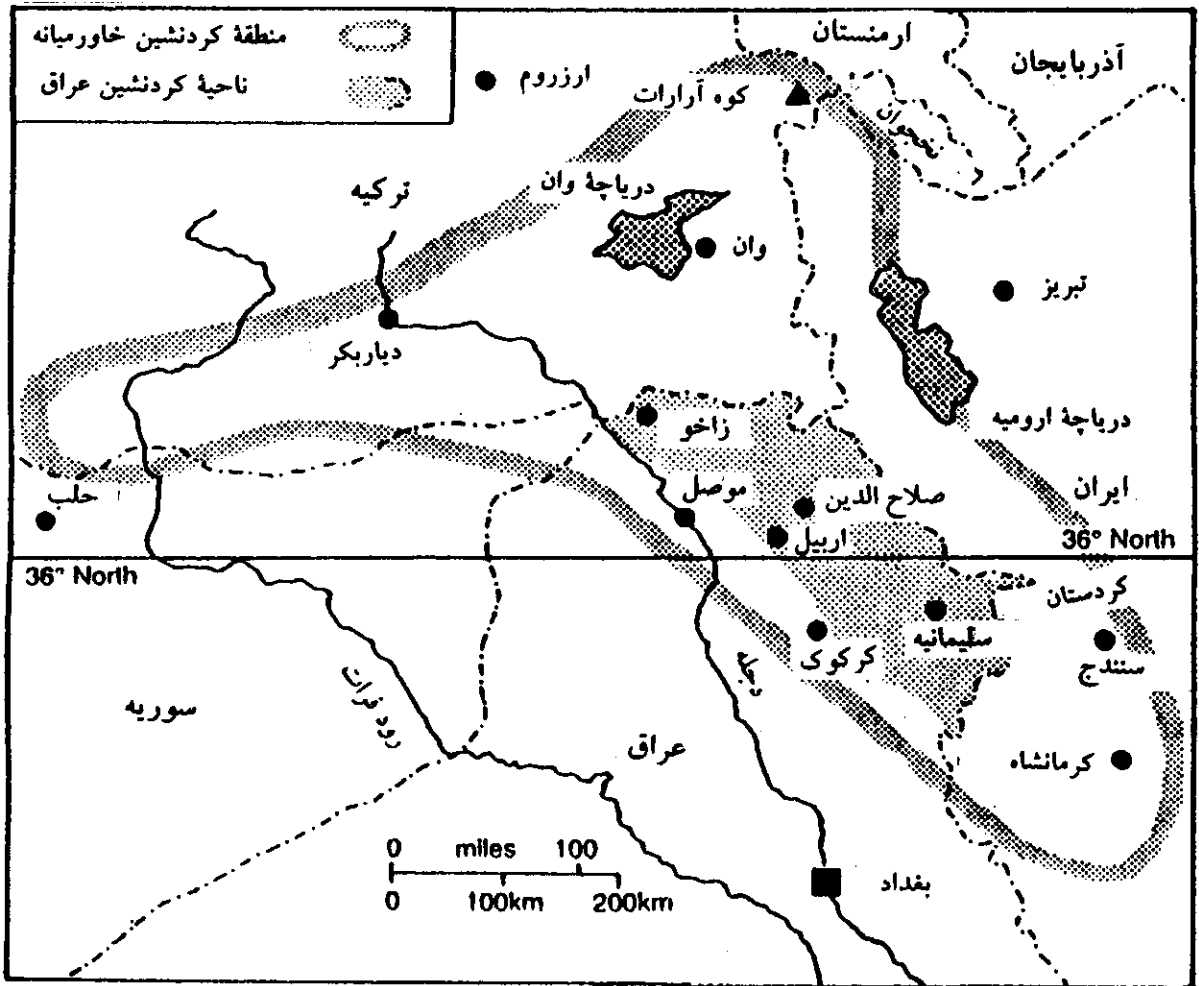 منطقهٔ کردنشین خاورمیانه
ناحیهٔ کردنشین عراق
ارمنستان
آذربایجان
ارزروم
کوه آرارات
نخجوان
ترکیه
دریاچهٔ وان
وان
تبریز
دیاربکر
دریاچهٔ ارومیه
زاخو
ایران
حلب
موصل
صلاح الدین
اربیل
36° North
36° North
کردستان
سلیمانیه
سنندج
کرکوک
دجله
رود فرات
سوریه
عراق
کرمانشاه
0 miles 100
0 100km 200km
بغداد